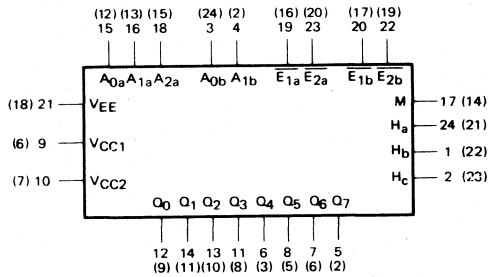 (12) (13) (15) (24) (2) (16) (20) (17) (19)
15 16 18 3 4 19 23 20 22
A0a A1a A2a A0b A1b E1a E2a E1b E2b
(18) 21 VEE M 17 (14)
Ha 24 (21)
(6) 9 VCC1
Hb 1 (22)
(7) 10 VCC2 Hc 2 (23)
Q0 Q1 Q2 Q3 Q4 Q5 Q6 Q7
12 14 13 11 6 8 7 5
(9) (11) (10) (8) (3) (5) (6) (2)